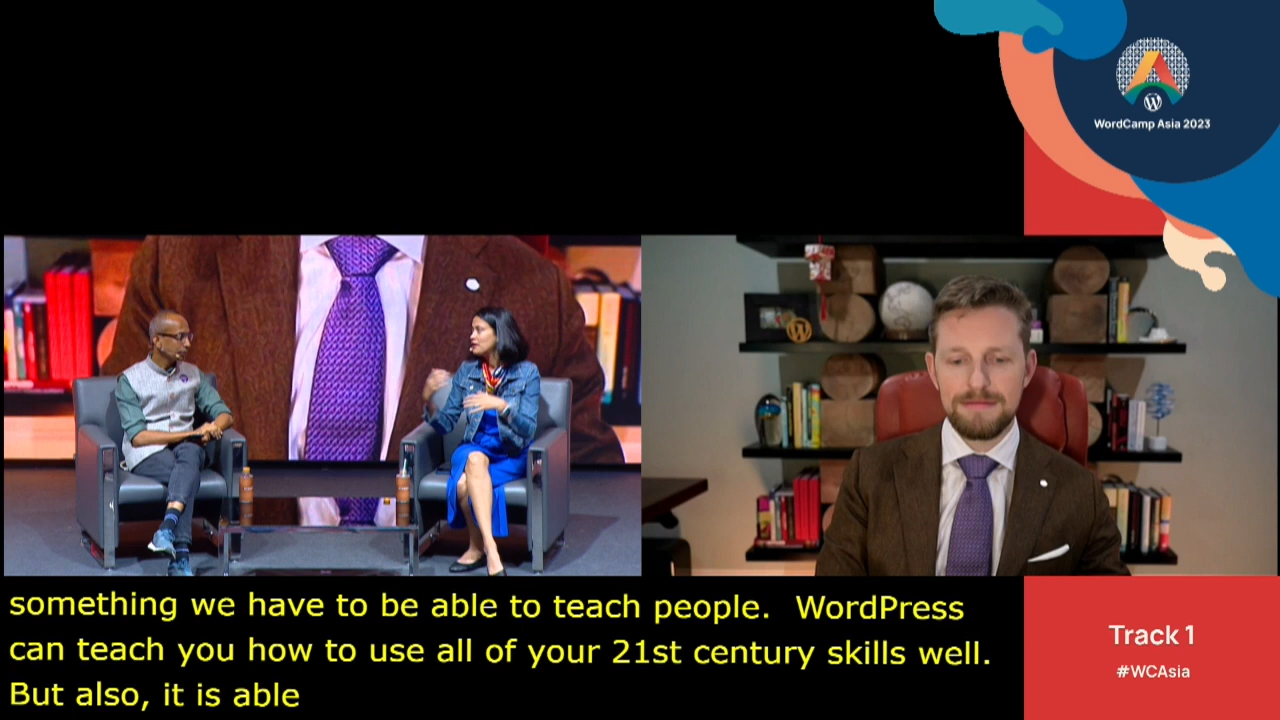 WordCamp Asia 2023
something we have to be able to teach people.  WordPress
can teach you how to use all of your 21st century skills well.
But also, it is able
Track 1
#WCAsia